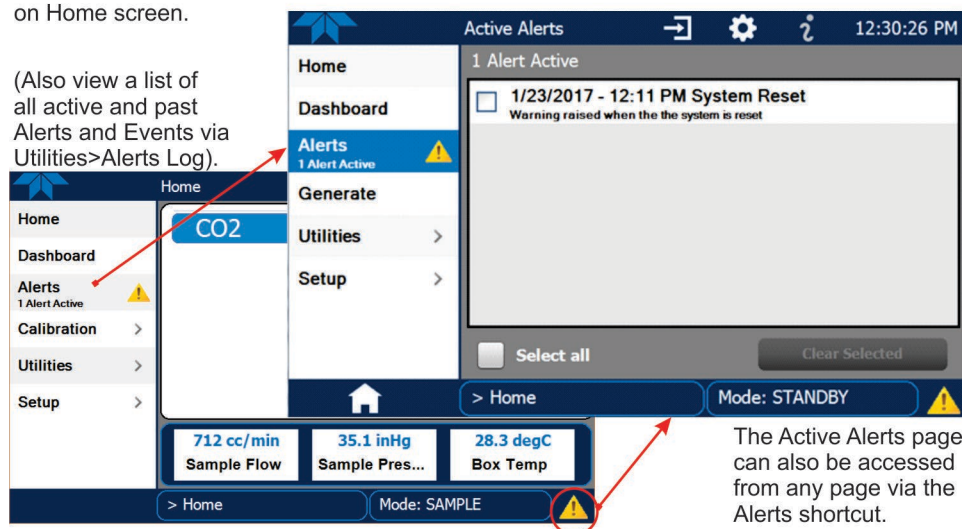 on Home screen.
(Also view a list of
all active and past
Alerts and Events via
Utilities>Alerts Log).
Active Alerts
12:30:26 PM
Home
Dashboard
Alerts
1 Alert Active
Generate
Utilities >
Setup >
1 Alert Active
1/23/2017 - 12:11 PM System Reset
Warning raised when the the system is reset
Select all
Clear Selected
> Home
Mode: STANDBY
Home
Home
Dashboard
Alerts
1 Alert Active
Calibration >
Utilities >
Setup >
CO2
712 cc/min
Sample Flow
35.1 inHg
Sample Pres...
28.3 degC
Box Temp
> Home
Mode: SAMPLE
The Active Alerts page
can also be accessed
from any page via the
Alerts shortcut.